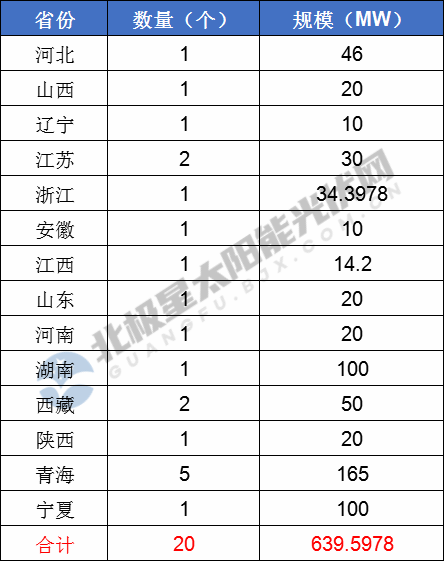 省份 数量（个） 规模（MW）
河北 1 46
山西 1 20
辽宁 1 10
江苏 2 30
浙江 1 34.3978
安徽 1 10
江西 1 14.2
山东 1 20
河南 1 20
湖南 1 100
西藏 2 50
陕西 1 20
青海 5 165
宁夏 1 100
合计 20 639.5978
北极星太阳能光伏网
GUANGFU.BJX.COM.CN